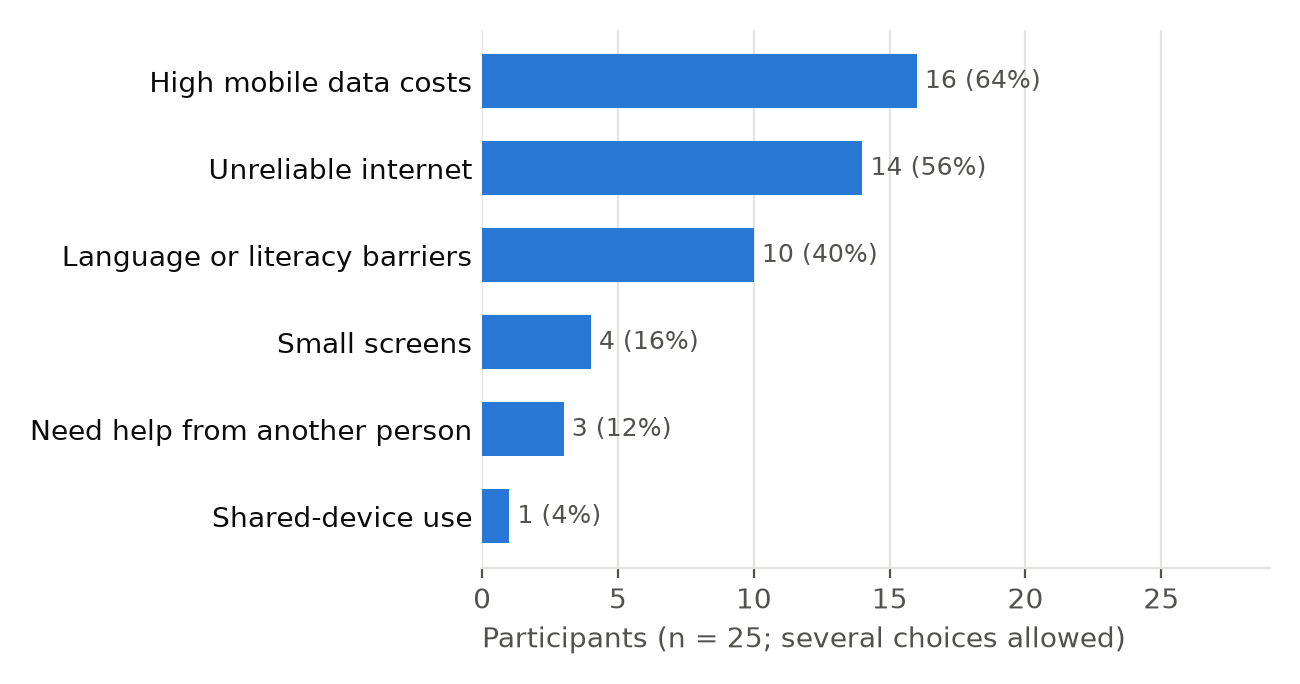 High mobile data costs 16 (64%)
Unreliable internet 14 (56%)
Language or literacy barriers 10 (40%)
Small screens 4 (16%)
Need help from another person 3 (12%)
Shared-device use 1 (4%)
0 5 10 15 20 25
Participants (n = 25; several choices allowed)